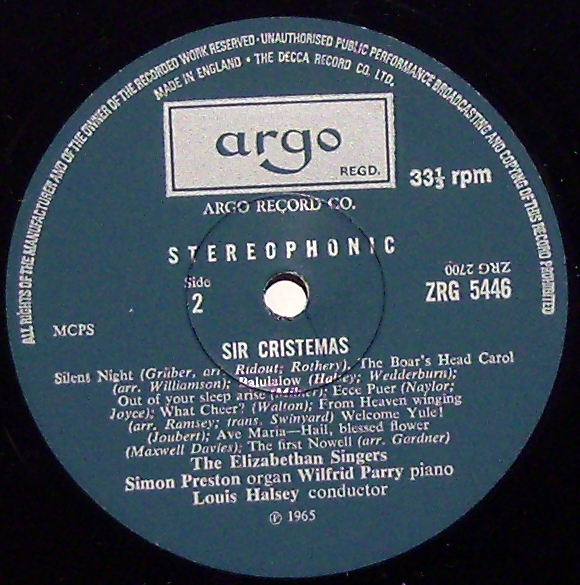 ALL RIGHTS OF THE MANUFACTURER AND OF THE OWNER OF THE RECORDED WORK RESERVED · UNAUTHORISED PUBLIC PERFORMANCE BROADCASTING AND COPYING OF THIS RECORD PROHIBITED
MADE IN ENGLAND • THE DECCA RECORD CO. LTD.
argo
REGD.
33⅓ rpm
ARGO RECORD CO.
STEREOPHONIC
ZRG 2700
Side
2
ZRG 5446
MCPS
SIR CRISTEMAS
Silent Night (Grüber, arr. Ridout; Rothery), The Boar's Head Carol
(arr. Williamson); Balulalow (Halsey; Wedderburn);
Out of your sleep arise (Milner); Ecce Puer (Naylor;
Joyce); What Cheer? (Walton); From Heaven winging
(arr. Ramsey; trans. Swinyard) Welcome Yule!
(Joubert); Ave Maria—Hail, blessed flower
(Maxwell Davies); The first Nowell (arr. Gardner)
The Elizabethan Singers
Simon Preston organ Wilfrid Parry piano
Louis Halsey conductor
℗ 1965